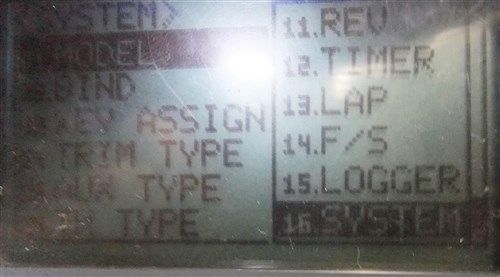 SYSTEM>
MODEL
BIND
KEY ASSIGN
TRIM TYPE
AUX TYPE
TYPE
11.REV
12.TIMER
13.LAP
14.F/S
15.LOGGER
16.SYSTEM